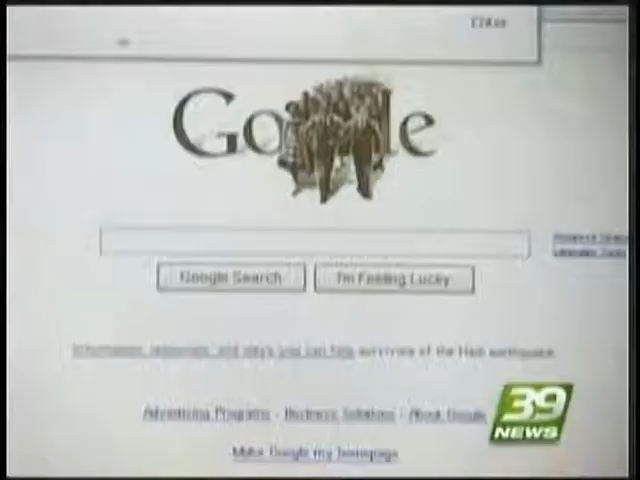 Google
Google Search
I'm Feeling Lucky
Information, resources, and ways you can help survivors of the Haiti earthquake
Advertising Programs - Business Solutions - About Google
Make Google my homepage
39
NEWS